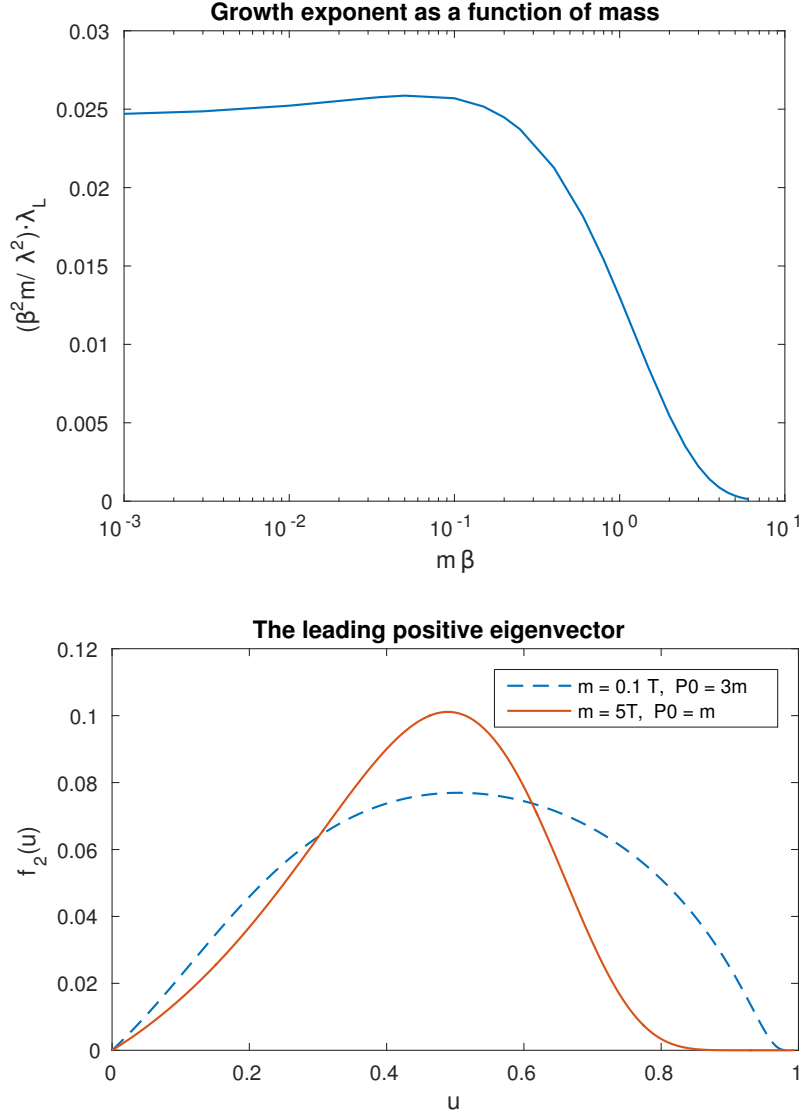 Growth exponent as a function of mass
0.03
0.025
0.02
0.015
0.01
0.005
0
(β²m/ λ²)·λ_L
10⁻³ 10⁻² 10⁻¹ 10⁰ 10¹
m β
The leading positive eigenvector
0.12
0.1
0.08
0.06
0.04
0.02
0
f₂(u)
m = 0.1 T, P0 = 3m
m = 5T, P0 = m
0 0.2 0.4 0.6 0.8 1
u